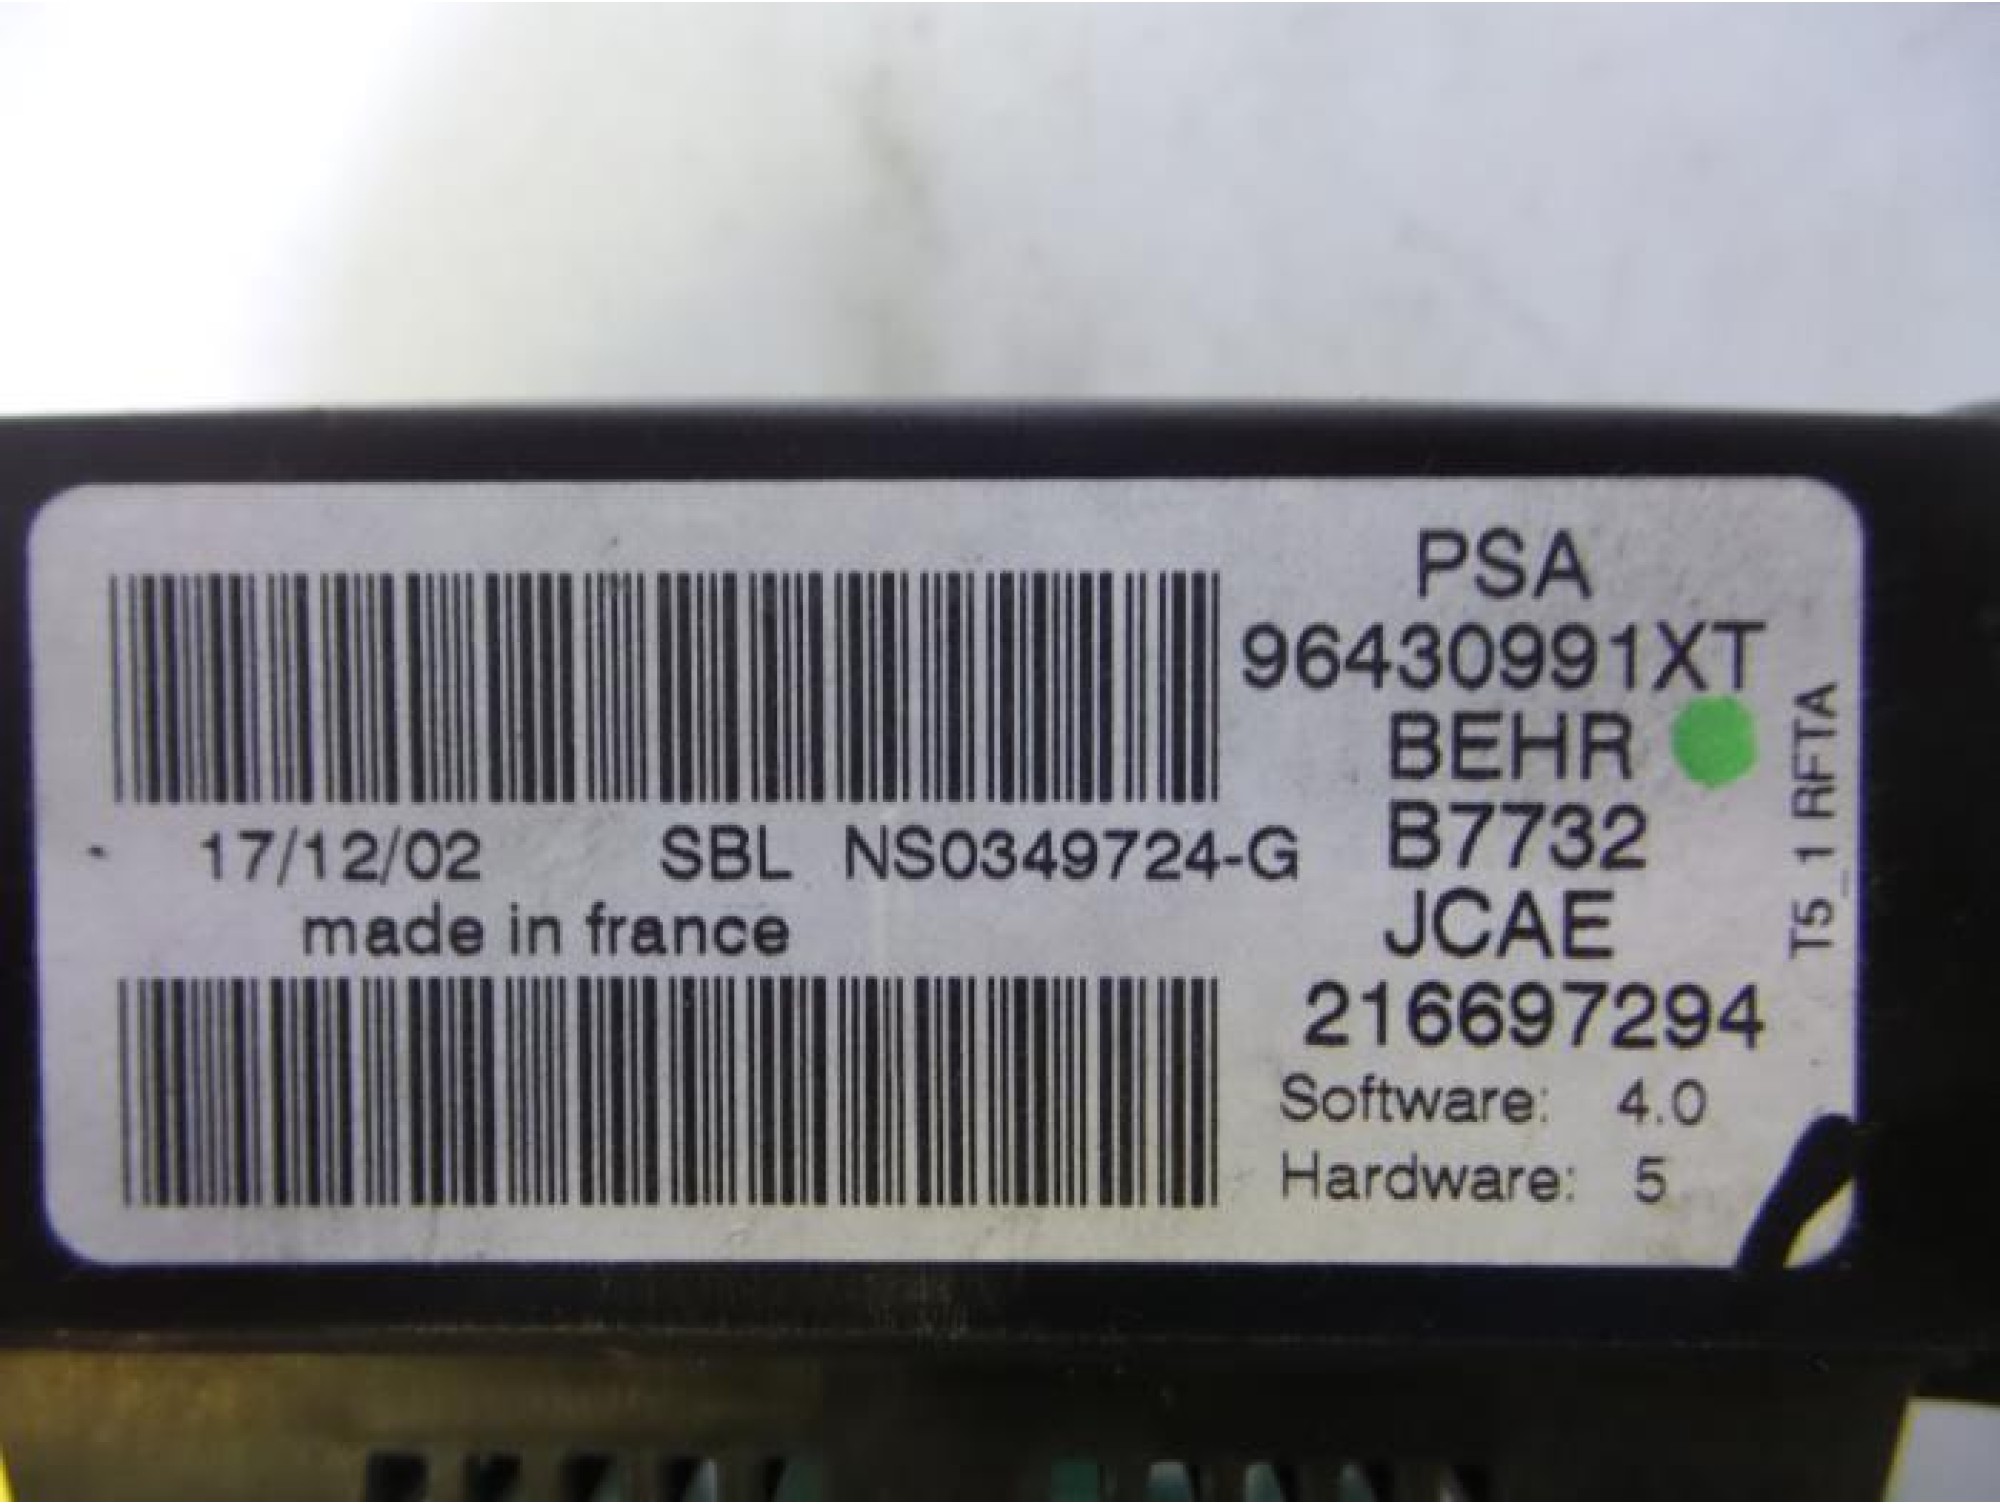 PSA
96430991XT
BEHR
B7732
JCAE
216697294
Software: 4.0
Hardware: 5
T5_1 RFTA
17/12/02 SBL NS0349724-G
made in france